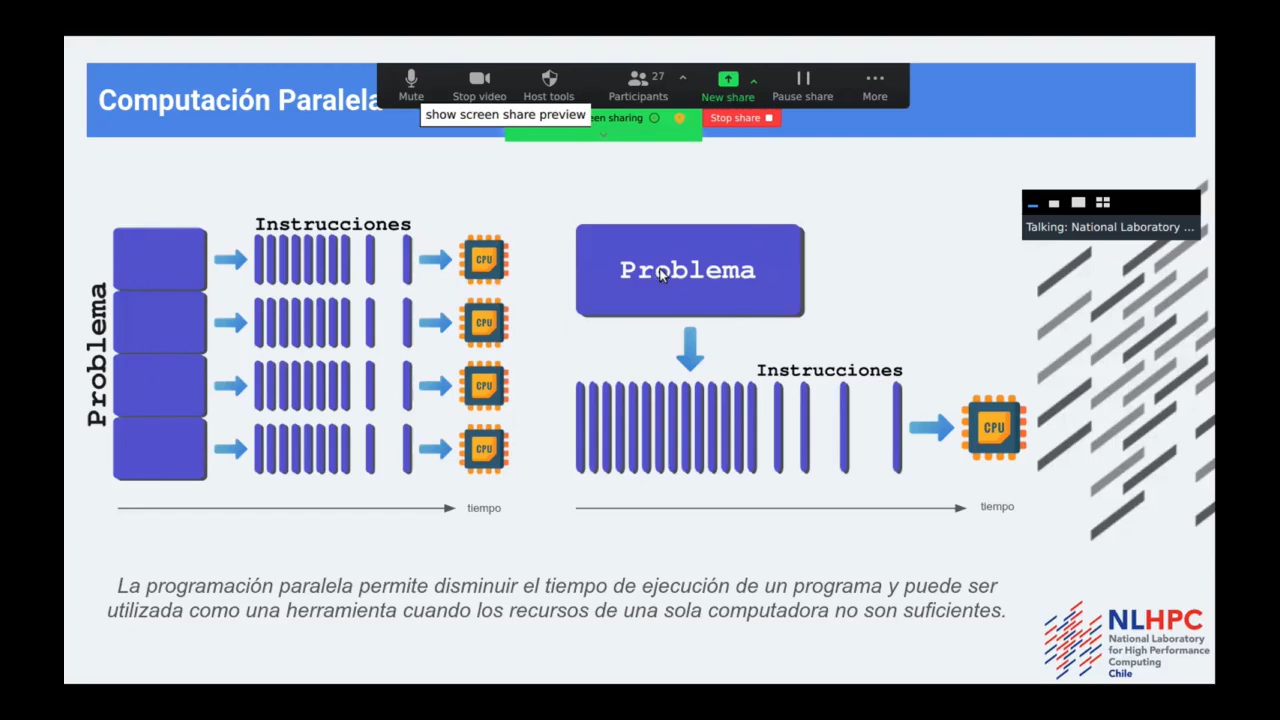 Computación Paralela
Mute
Stop video
Host tools
Participants
27
New share
Pause share
More
show screen share preview
sharing
Stop share
Talking: National Laboratory ...
Problema
Instrucciones
CPU
CPU
CPU
CPU
tiempo
Problema
Instrucciones
CPU
tiempo
La programación paralela permite disminuir el tiempo de ejecución de un programa y puede ser
utilizada como una herramienta cuando los recursos de una sola computadora no son suficientes.
NLHPC
National Laboratory
for High Performance
Computing
Chile